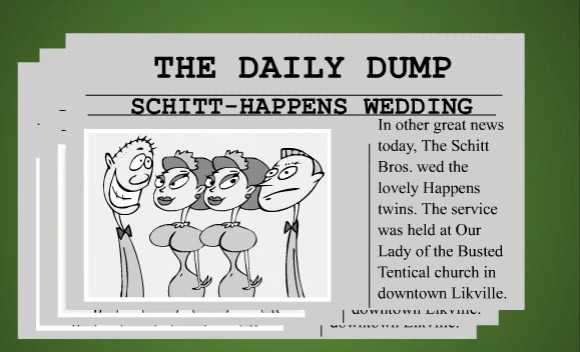 THE DAILY DUMP
SCHITT-HAPPENS WEDDING
In other great news
today, The Schitt
Bros. wed the
lovely Happens
twins. The service
was held at Our
Lady of the Busted
Tentical church in
downtown Likville.
downtown Likville.
downtown Likville.